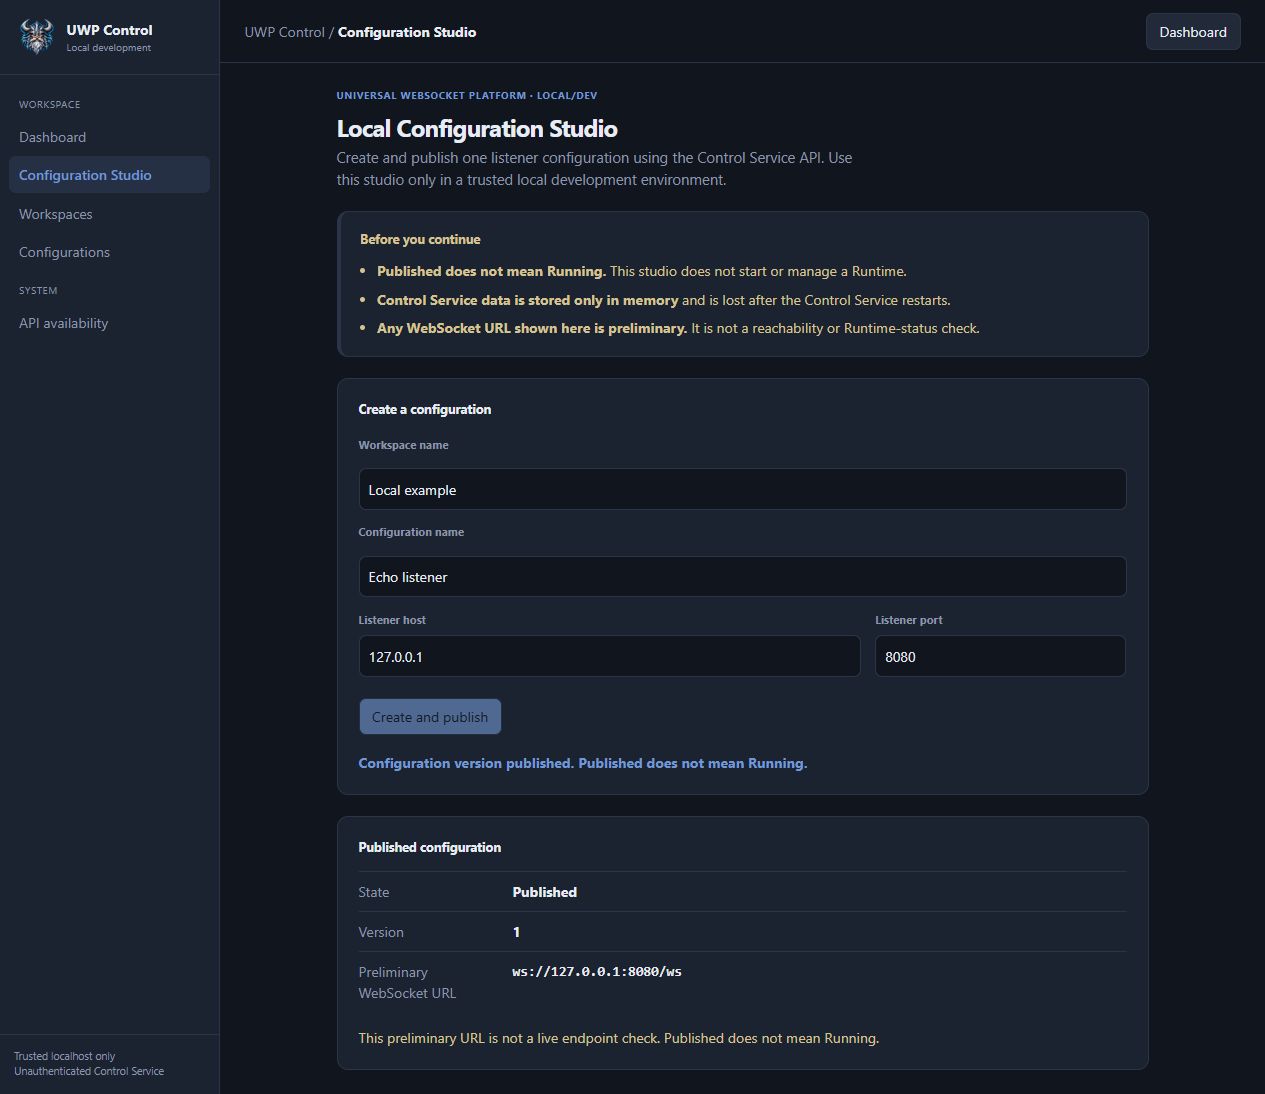 UWP Control
Local development
WORKSPACE
Dashboard
Configuration Studio
Workspaces
Configurations
SYSTEM
API availability
Trusted localhost only
Unauthenticated Control Service
UWP Control / Configuration Studio
Dashboard
UNIVERSAL WEBSOCKET PLATFORM · LOCAL/DEV
Local Configuration Studio
Create and publish one listener configuration using the Control Service API. Use
this studio only in a trusted local development environment.
Before you continue
• Published does not mean Running. This studio does not start or manage a Runtime.
• Control Service data is stored only in memory and is lost after the Control Service restarts.
• Any WebSocket URL shown here is preliminary. It is not a reachability or Runtime-status check.
Create a configuration
Workspace name
Local example
Configuration name
Echo listener
Listener host
127.0.0.1
Listener port
8080
Create and publish
Configuration version published. Published does not mean Running.
Published configuration
State
Published
Version
1
Preliminary
WebSocket URL
ws://127.0.0.1:8080/ws
This preliminary URL is not a live endpoint check. Published does not mean Running.